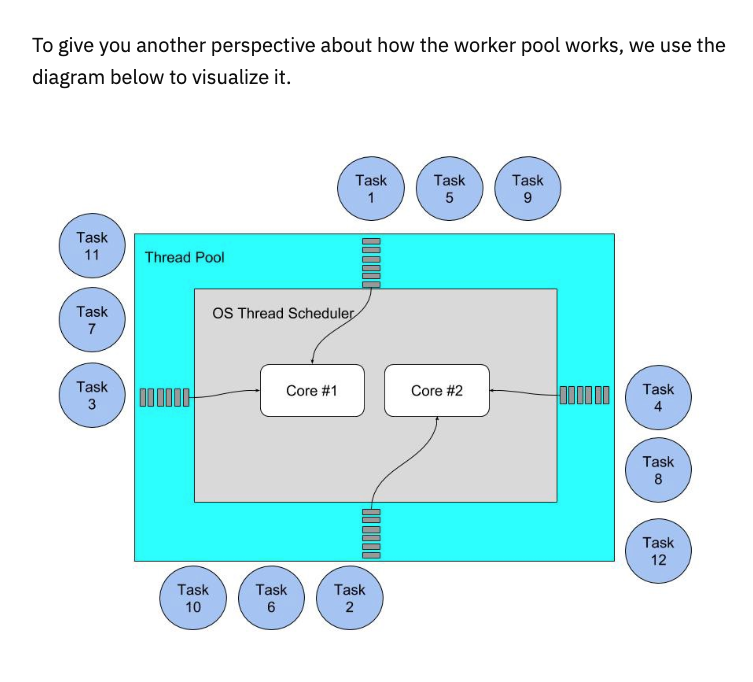 To give you another perspective about how the worker pool works, we use the
diagram below to visualize it.
Task
1
Task
5
Task
9
Task
11
Task
7
Task
3
Thread Pool
OS Thread Scheduler
Core #1
Core #2
Task
4
Task
8
Task
12
Task
10
Task
6
Task
2